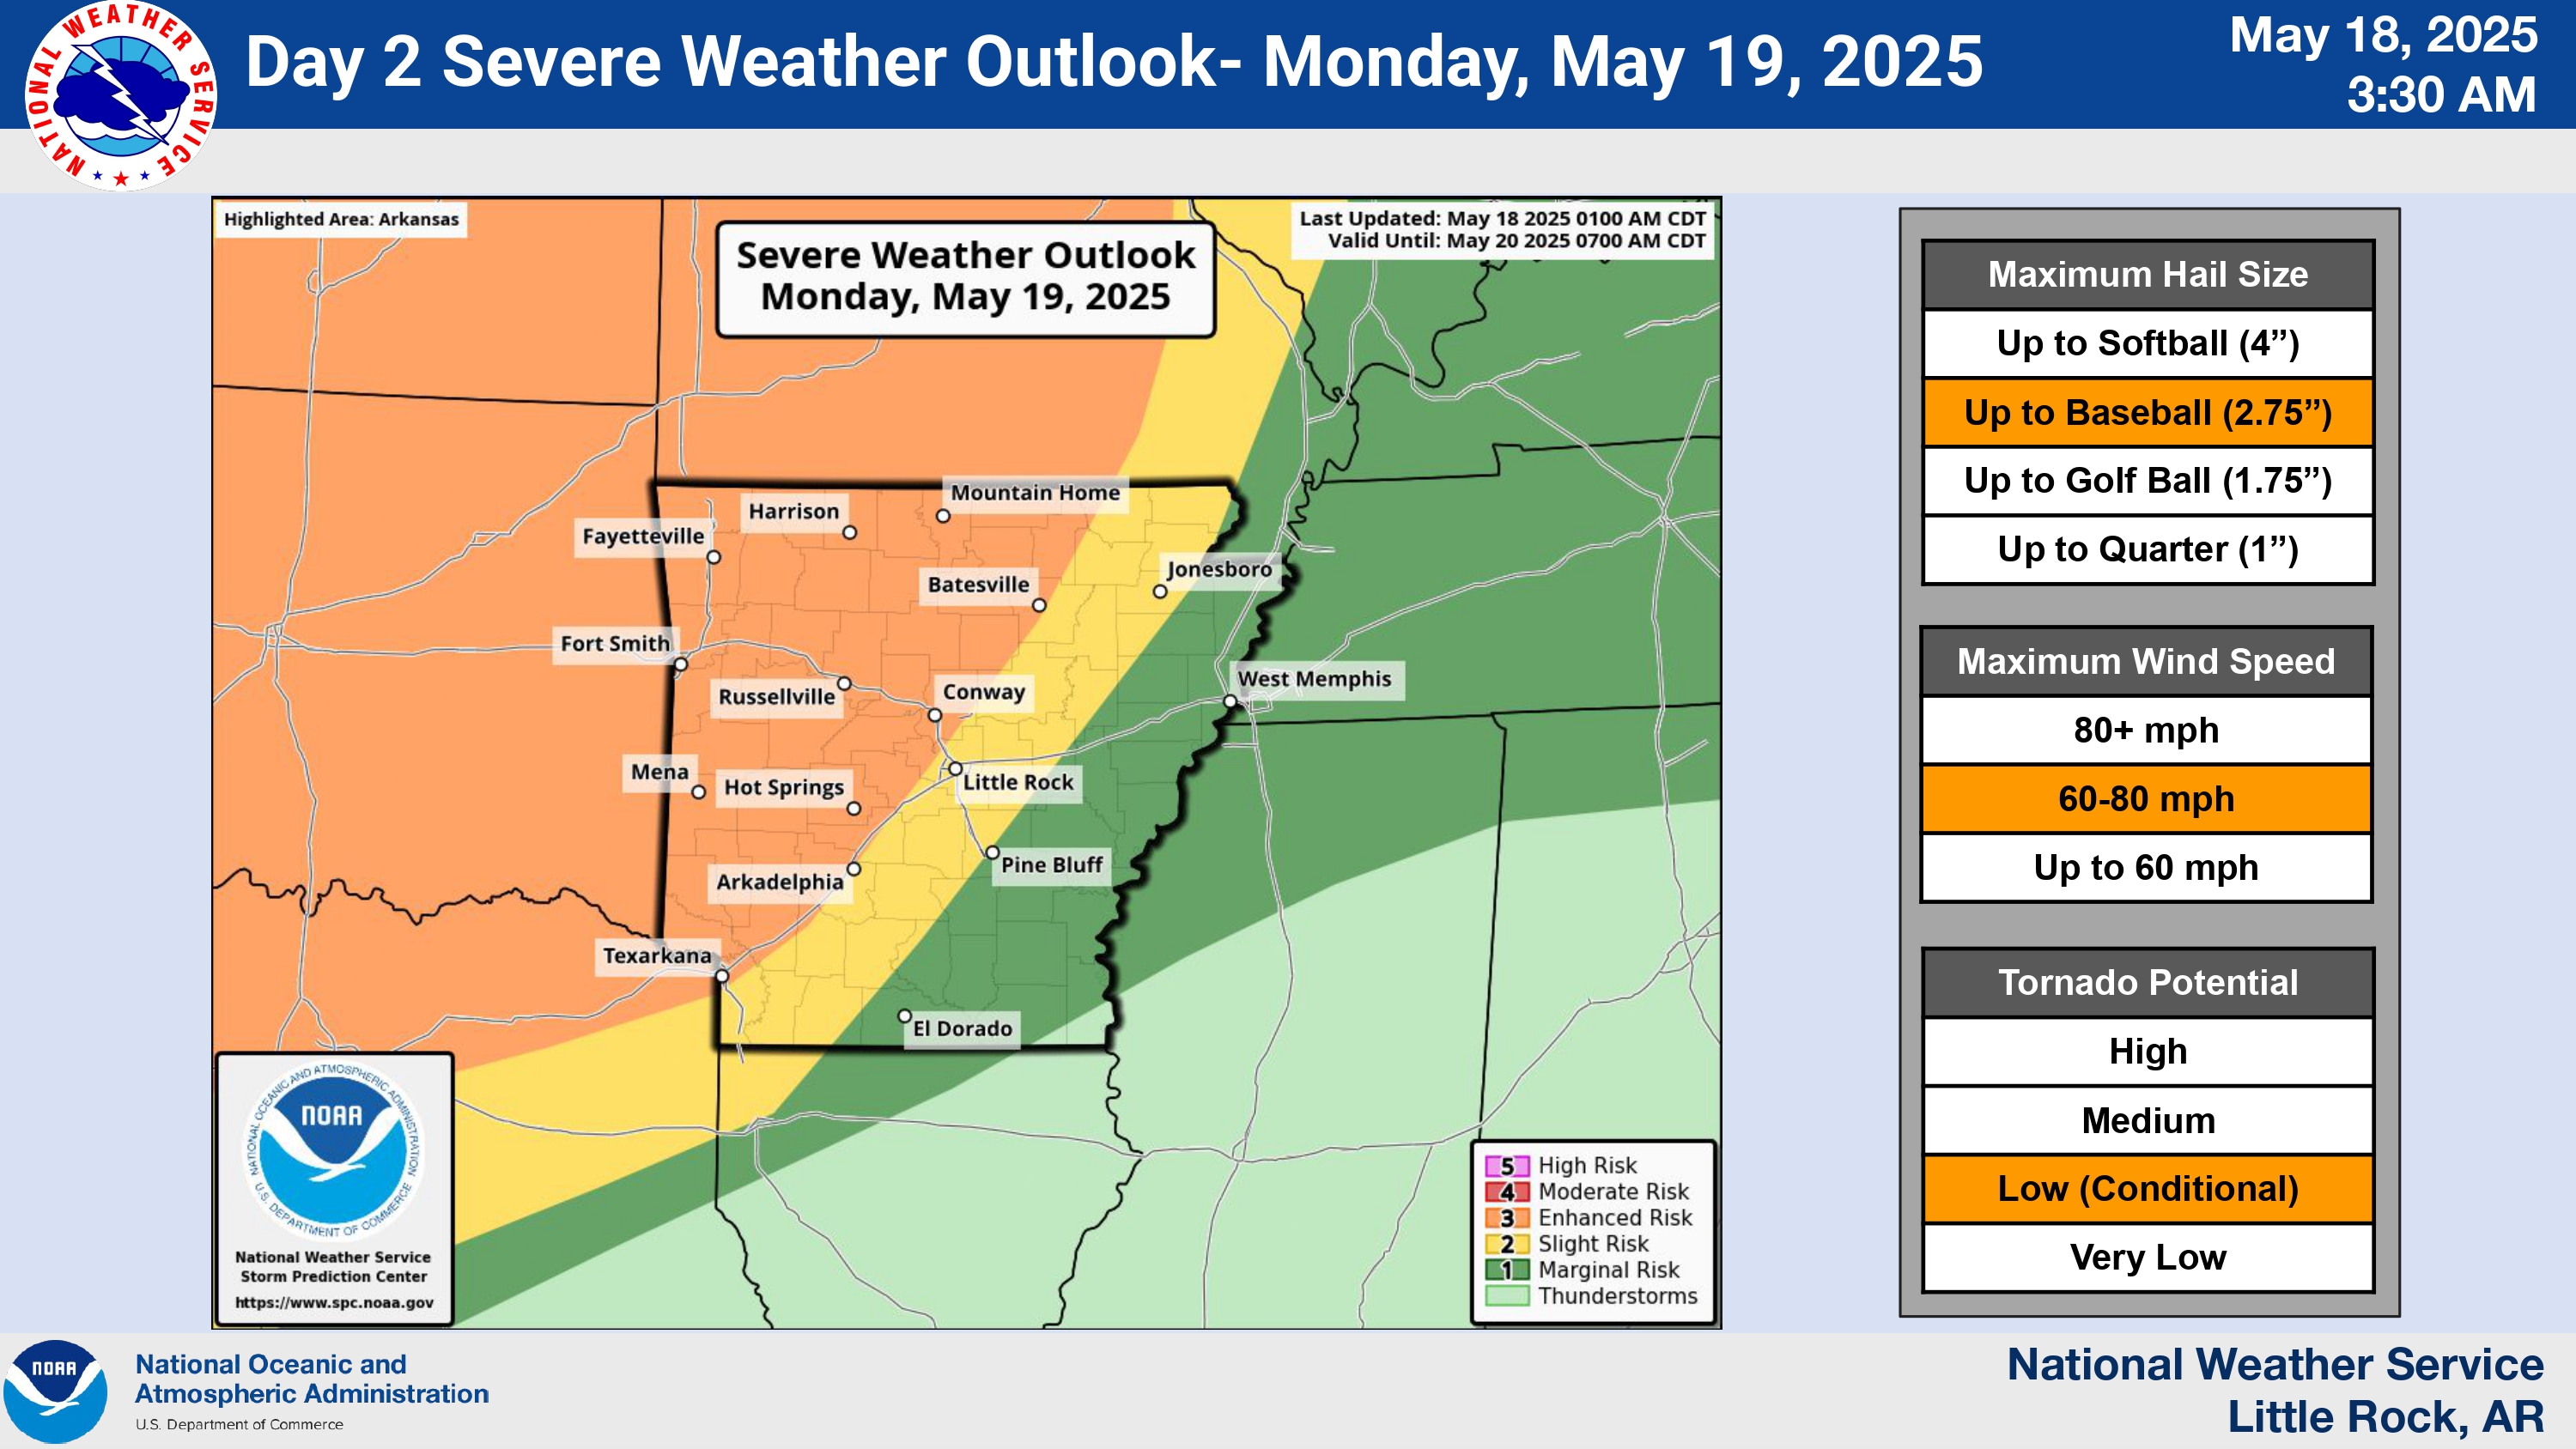 NATIONAL WEATHER SERVICE
Day 2 Severe Weather Outlook- Monday, May 19, 2025
May 18, 2025
3:30 AM
Highlighted Area: Arkansas
Severe Weather Outlook
Monday, May 19, 2025
Last Updated: May 18 2025 0100 AM CDT
Valid Until: May 20 2025 0700 AM CDT
Mountain Home
Harrison
Fayetteville
Jonesboro
Batesville
Fort Smith
West Memphis
Russellville
Conway
Mena
Hot Springs
Little Rock
Pine Bluff
Arkadelphia
Texarkana
El Dorado
NATIONAL OCEANIC AND ATMOSPHERIC ADMINISTRATION
NOAA
U.S. DEPARTMENT OF COMMERCE
National Weather Service
Storm Prediction Center
https://www.spc.noaa.gov
5 High Risk
4 Moderate Risk
3 Enhanced Risk
2 Slight Risk
1 Marginal Risk
Thunderstorms
Maximum Hail Size
Up to Softball (4”)
Up to Baseball (2.75”)
Up to Golf Ball (1.75”)
Up to Quarter (1”)
Maximum Wind Speed
80+ mph
60-80 mph
Up to 60 mph
Tornado Potential
High
Medium
Low (Conditional)
Very Low
NOAA
National Oceanic and
Atmospheric Administration
U.S. Department of Commerce
National Weather Service
Little Rock, AR